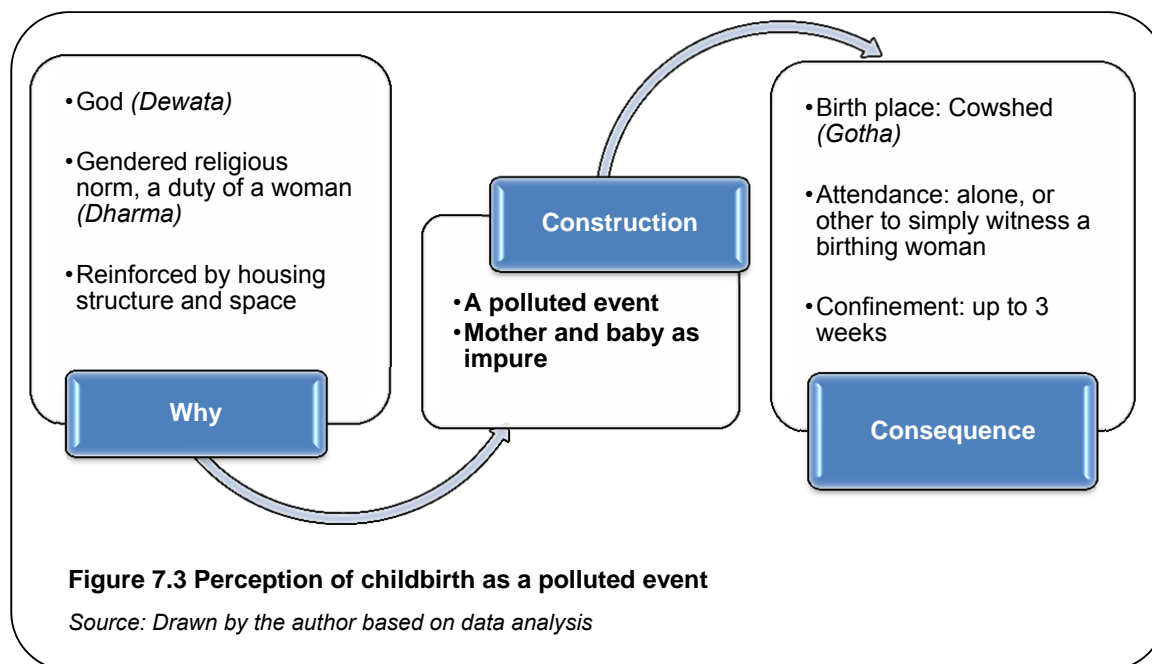 •God (Dewata)
•Gendered religious
norm, a duty of a woman
(Dharma)
•Reinforced by housing
structure and space
Why
Construction
•A polluted event
•Mother and baby as
impure
•Birth place: Cowshed
(Gotha)
•Attendance: alone, or
other to simply witness a
birthing woman
•Confinement: up to 3
weeks
Consequence
Figure 7.3 Perception of childbirth as a polluted event
Source: Drawn by the author based on data analysis